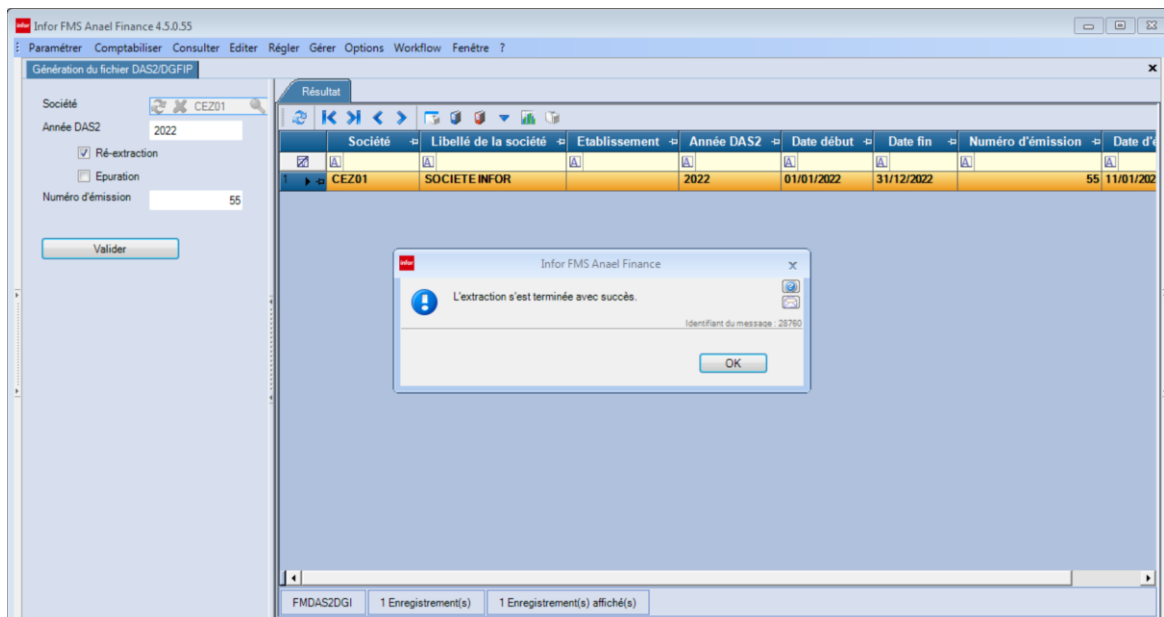 infor Infor FMS Anael Finance 4.5.0.55
Paramétrer Comptabiliser Consulter Editer Régler Gérer Options Workflow Fenêtre ?
Génération du fichier DAS2/DGFIP
Société CEZ01
Année DAS2 2022
Ré-extraction
Epuration
Numéro d'émission 55
Valider
Résultat
Société Libellé de la société Etablissement Année DAS2 Date début Date fin Numéro d'émission Date d'é
A A A A A A A A
1 CEZ01 SOCIETE INFOR 2022 01/01/2022 31/12/2022 55 11/01/202
infor Infor FMS Anael Finance
L'extraction s'est terminée avec succès.
Identifiant du message : 28760
OK
FMDAS2DGI 1 Enregistrement(s) 1 Enregistrement(s) affiché(s)